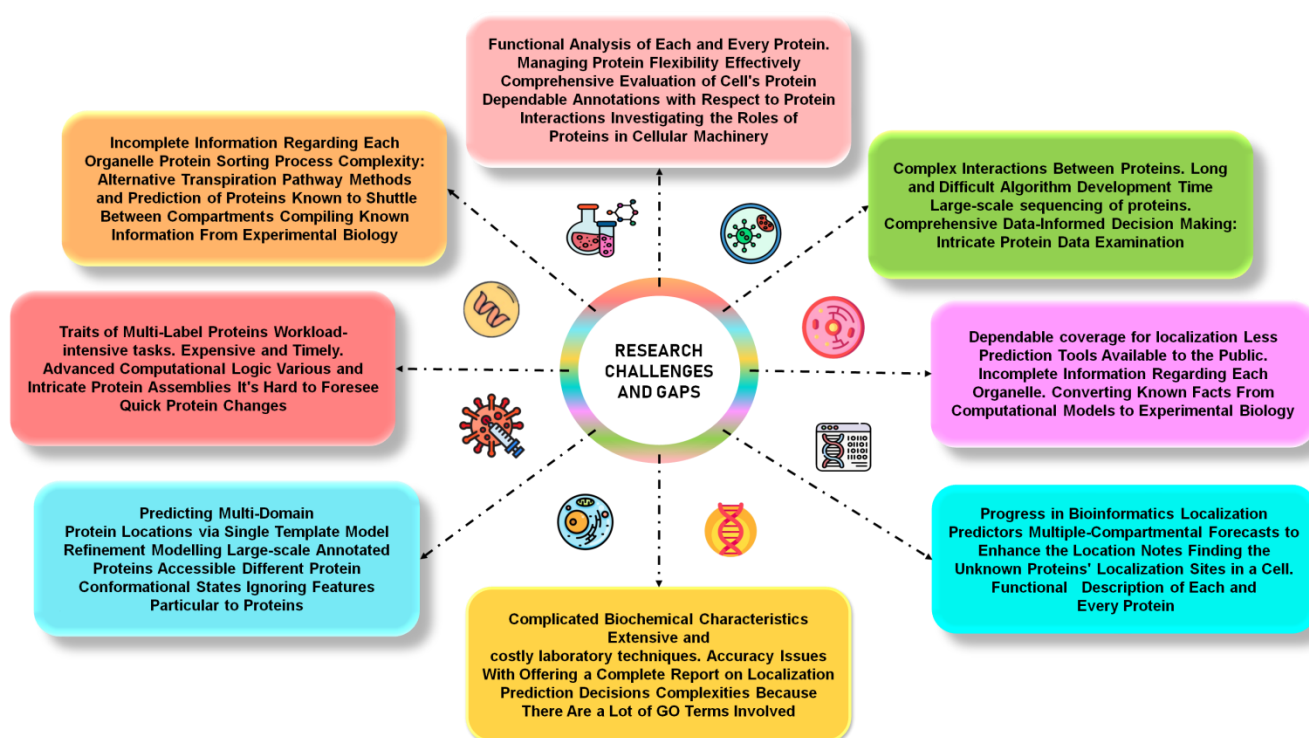 Functional Analysis of Each and Every Protein.
Managing Protein Flexibility Effectively
Comprehensive Evaluation of Cell's Protein
Dependable Annotations with Respect to Protein
Interactions Investigating the Roles of
Proteins in Cellular Machinery
Incomplete Information Regarding Each
Organelle Protein Sorting Process Complexity:
Alternative Transpiration Pathway Methods
and Prediction of Proteins Known to Shuttle
Between Compartments Compiling Known
Information From Experimental Biology
Complex Interactions Between Proteins. Long
and Difficult Algorithm Development Time
Large-scale sequencing of proteins.
Comprehensive Data-Informed Decision Making:
Intricate Protein Data Examination
Traits of Multi-Label Proteins Workload-
intensive tasks. Expensive and Timely.
Advanced Computational Logic Various and
Intricate Protein Assemblies It's Hard to Foresee
Quick Protein Changes
RESEARCH
CHALLENGES
AND GAPS
Dependable coverage for localization Less
Prediction Tools Available to the Public.
Incomplete Information Regarding Each
Organelle. Converting Known Facts From
Computational Models to Experimental Biology
10110
01101
01011
11100
Predicting Multi-Domain
Protein Locations via Single Template Model
Refinement Modelling Large-scale Annotated
Proteins Accessible Different Protein
Conformational States Ignoring Features
Particular to Proteins
Progress in Bioinformatics Localization
Predictors Multiple-Compartmental Forecasts to
Enhance the Location Notes Finding the
Unknown Proteins' Localization Sites in a Cell.
Functional Description of Each and
Every Protein
Complicated Biochemical Characteristics
Extensive and
costly laboratory techniques. Accuracy Issues
With Offering a Complete Report on Localization
Prediction Decisions Complexities Because
There Are a Lot of GO Terms Involved